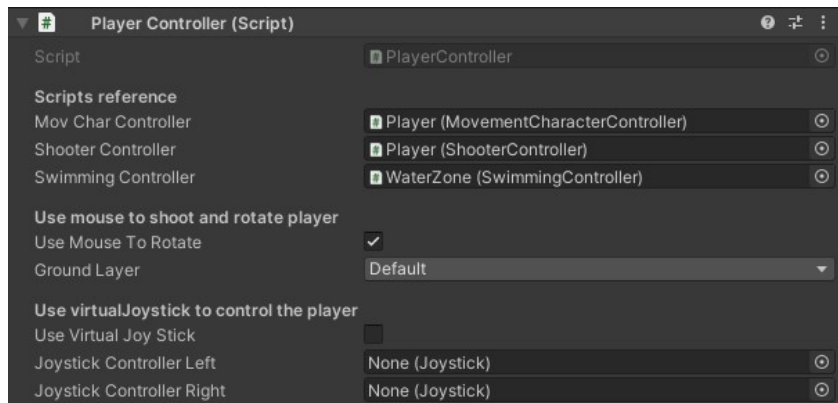 Player Controller (Script)
Script PlayerController
Scripts reference
Mov Char Controller Player (MovementCharacterController)
Shooter Controller Player (ShooterController)
Swimming Controller WaterZone (SwimmingController)
Use mouse to shoot and rotate player
Use Mouse To Rotate
Ground Layer Default
Use virtualJoystick to control the player
Use Virtual Joy Stick
Joystick Controller Left None (Joystick)
Joystick Controller Right None (Joystick)